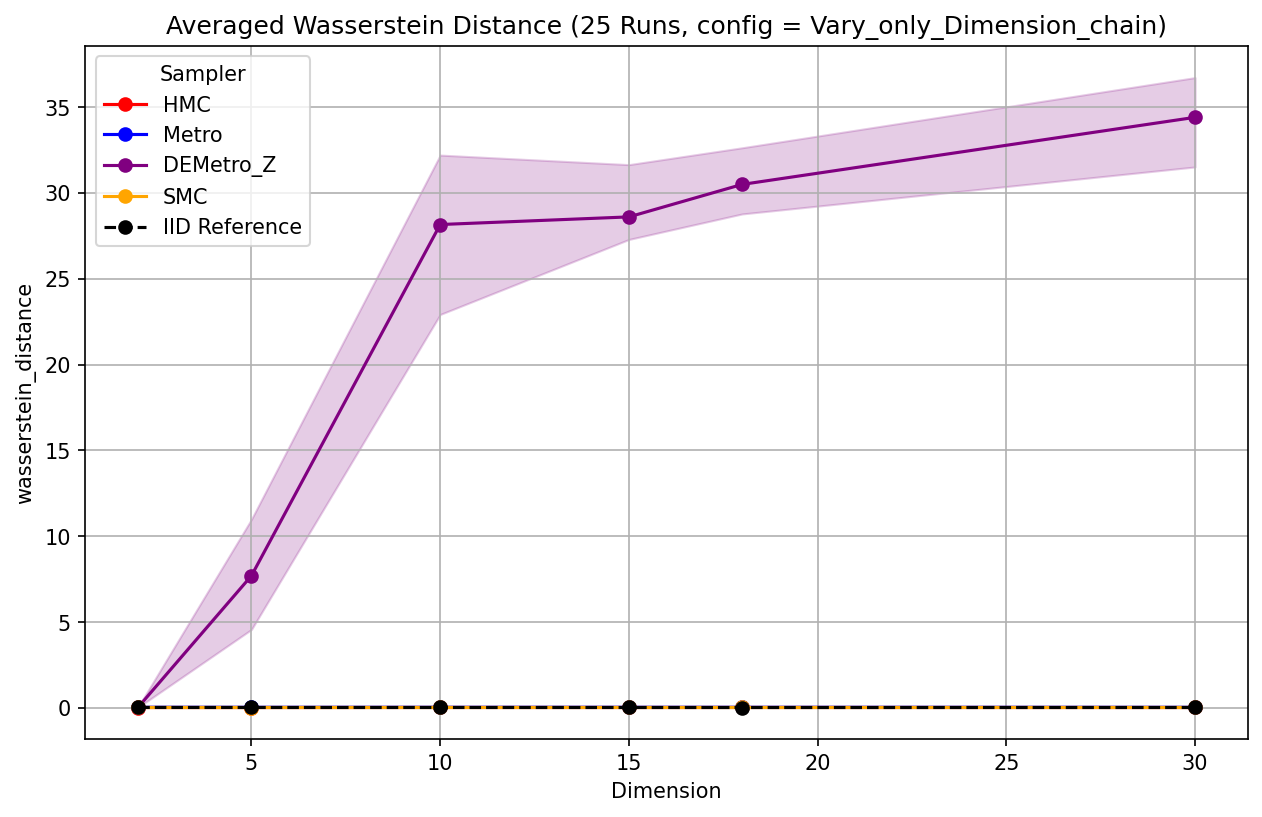 Averaged Wasserstein Distance (25 Runs, config = Vary_only_Dimension_chain)
Sampler
HMC
Metro
DEMetro_Z
SMC
IID Reference
wasserstein_distance
35
30
25
20
15
10
5
0
5
10
15
20
25
30
Dimension